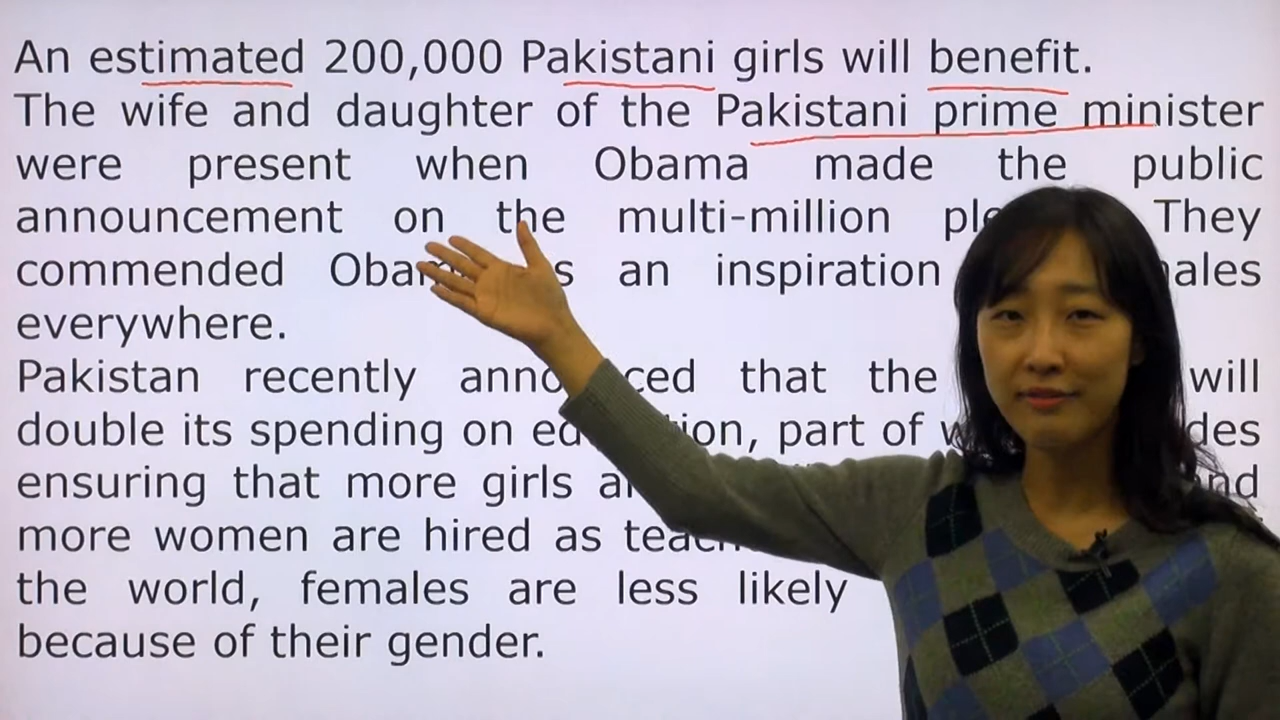 An estimated 200,000 Pakistani girls will benefit.
The wife and daughter of the Pakistani prime minister
were present when Obama made the public
announcement on the multi-million They
commended an inspiration
everywhere.
Pakistan recently that the will
double its spending on part of
ensuring that more girls and
more women are hired as
the world, females are less likely
because of their gender.